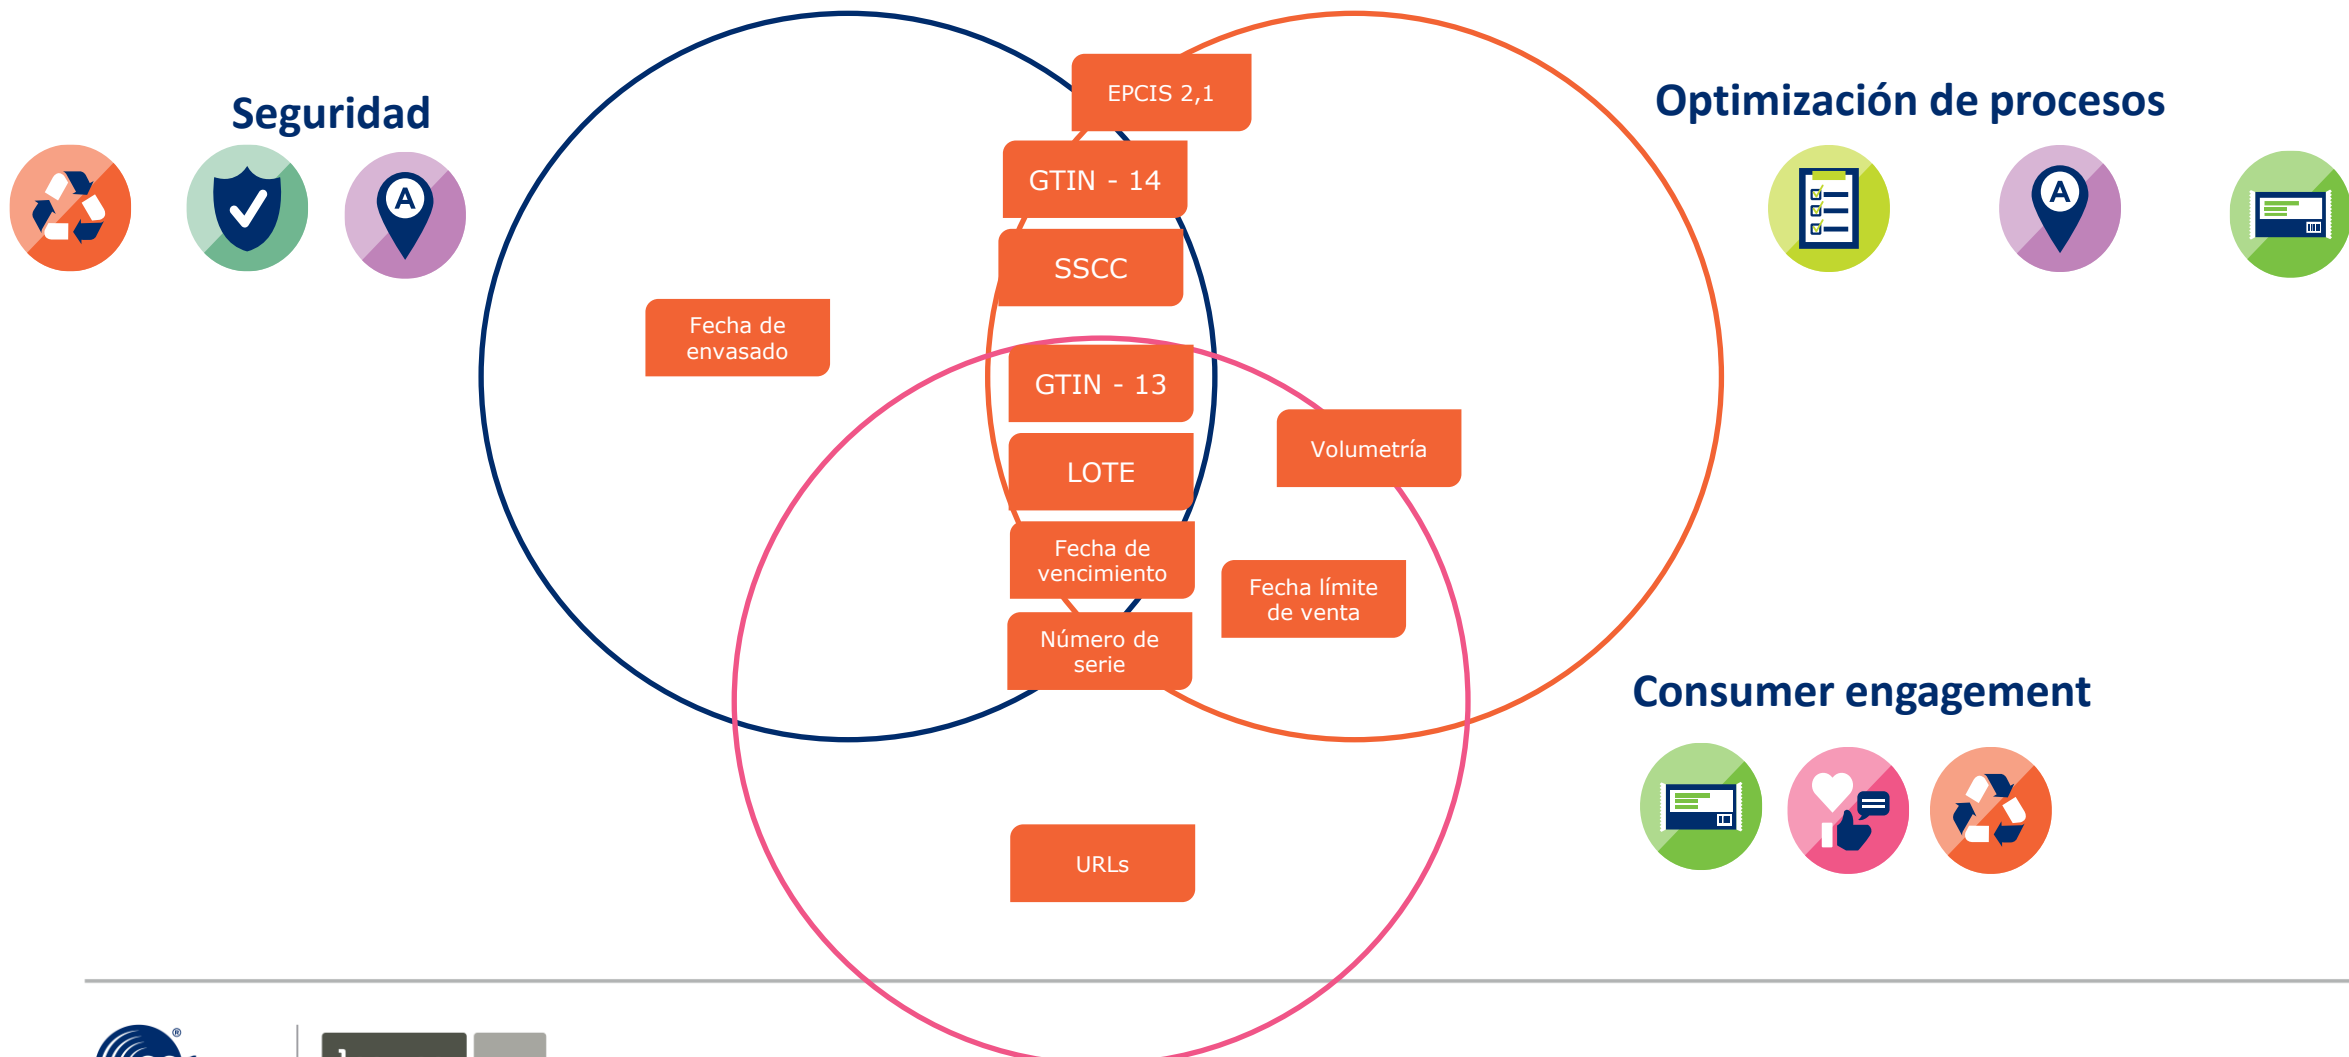 EPCIS 2,1
Seguridad
Optimización de procesos
GTIN - 14
A
A
SSCC
Fecha de
envasado
GTIN - 13
Volumetría
LOTE
Fecha de
vencimiento
Fecha límite
de venta
Número de
serie
Consumer engagement
URLs
®